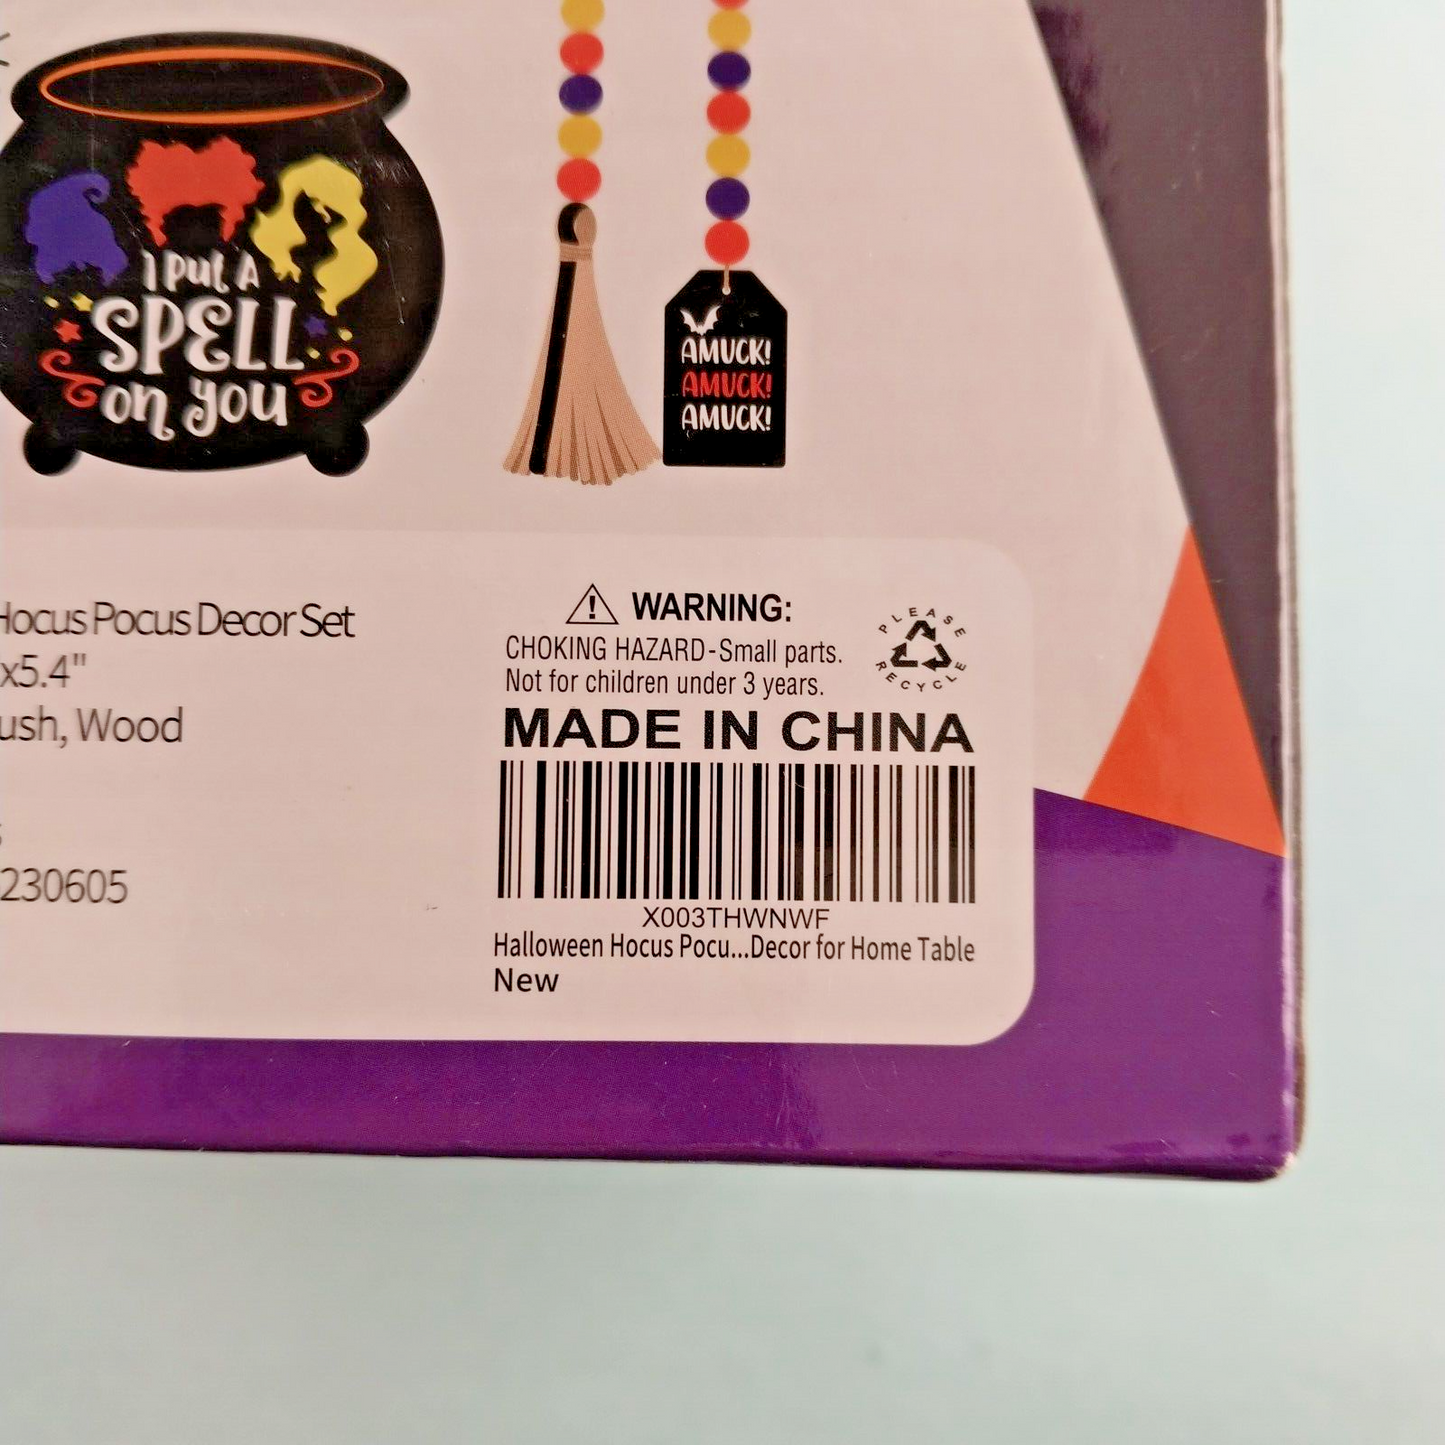 I Put A
SPELL
on you
AMUCK!
AMUCK!
AMUCK!
Hocus Pocus Decor Set
x5.4"
Wood
230605
WARNING:
CHOKING HAZARD-Small parts.
Not for children under 3 years.
PLEASE
RECYCLE
MADE IN CHINA
X003THWNWF
Halloween Hocus Pocu...Decor for Home Table
New